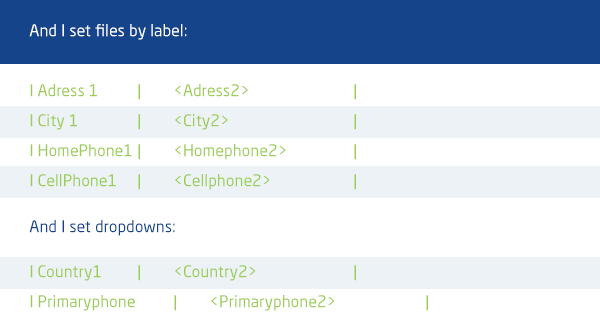 And I set files by label:
| Adress 1 | <Adress2> |
| City 1 | <City2> |
| HomePhone1 | <Homephone2> |
| CellPhone1 | <Cellphone2> |
And I set dropdowns:
| Country1 | <Country2> |
| Primaryphone | <Primaryphone2> |